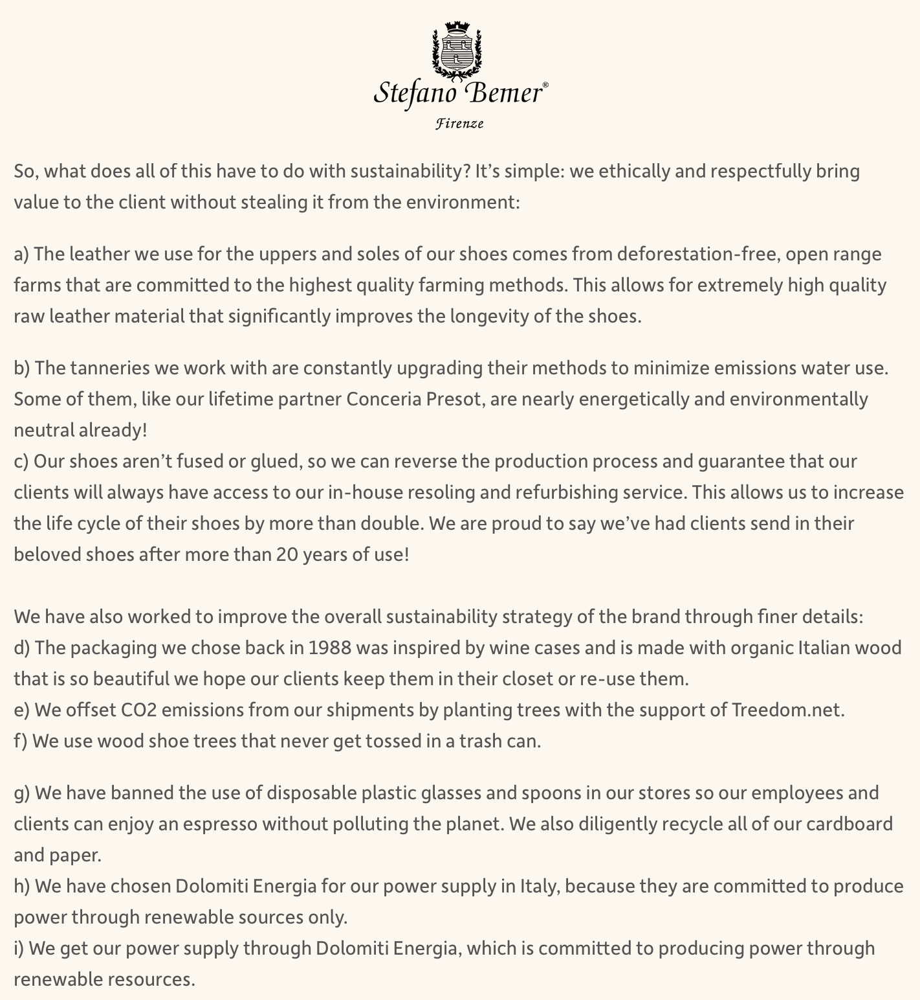 Stefano Bemer®
Firenze
So, what does all of this have to do with sustainability? It’s simple: we ethically and respectfully bring
value to the client without stealing it from the environment:
a) The leather we use for the uppers and soles of our shoes comes from deforestation-free, open range
farms that are committed to the highest quality farming methods. This allows for extremely high quality
raw leather material that significantly improves the longevity of the shoes.
b) The tanneries we work with are constantly upgrading their methods to minimize emissions water use.
Some of them, like our lifetime partner Conceria Presot, are nearly energetically and environmentally
neutral already!
c) Our shoes aren’t fused or glued, so we can reverse the production process and guarantee that our
clients will always have access to our in-house resoling and refurbishing service. This allows us to increase
the life cycle of their shoes by more than double. We are proud to say we’ve had clients send in their
beloved shoes after more than 20 years of use!
We have also worked to improve the overall sustainability strategy of the brand through finer details:
d) The packaging we chose back in 1988 was inspired by wine cases and is made with organic Italian wood
that is so beautiful we hope our clients keep them in their closet or re-use them.
e) We offset CO2 emissions from our shipments by planting trees with the support of Treedom.net.
f) We use wood shoe trees that never get tossed in a trash can.
g) We have banned the use of disposable plastic glasses and spoons in our stores so our employees and
clients can enjoy an espresso without polluting the planet. We also diligently recycle all of our cardboard
and paper.
h) We have chosen Dolomiti Energia for our power supply in Italy, because they are committed to produce
power through renewable sources only.
i) We get our power supply through Dolomiti Energia, which is committed to producing power through
renewable resources.